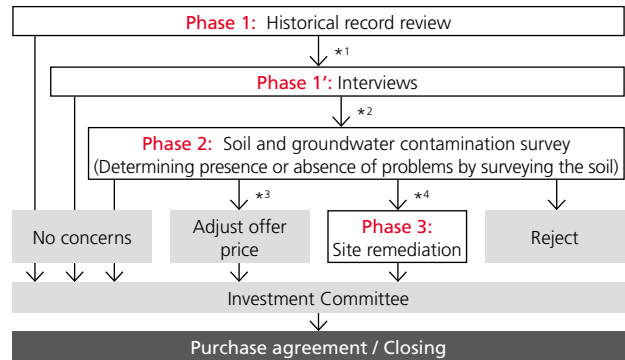 Phase 1: Historical record review
*1
Phase 1': Interviews
*2
Phase 2: Soil and groundwater contamination survey
(Determining presence or absence of problems by surveying the soil)
*3
*4
No concerns
Adjust offer
price
Phase 3:
Site remediation
Reject
Investment Committee
Purchase agreement / Closing